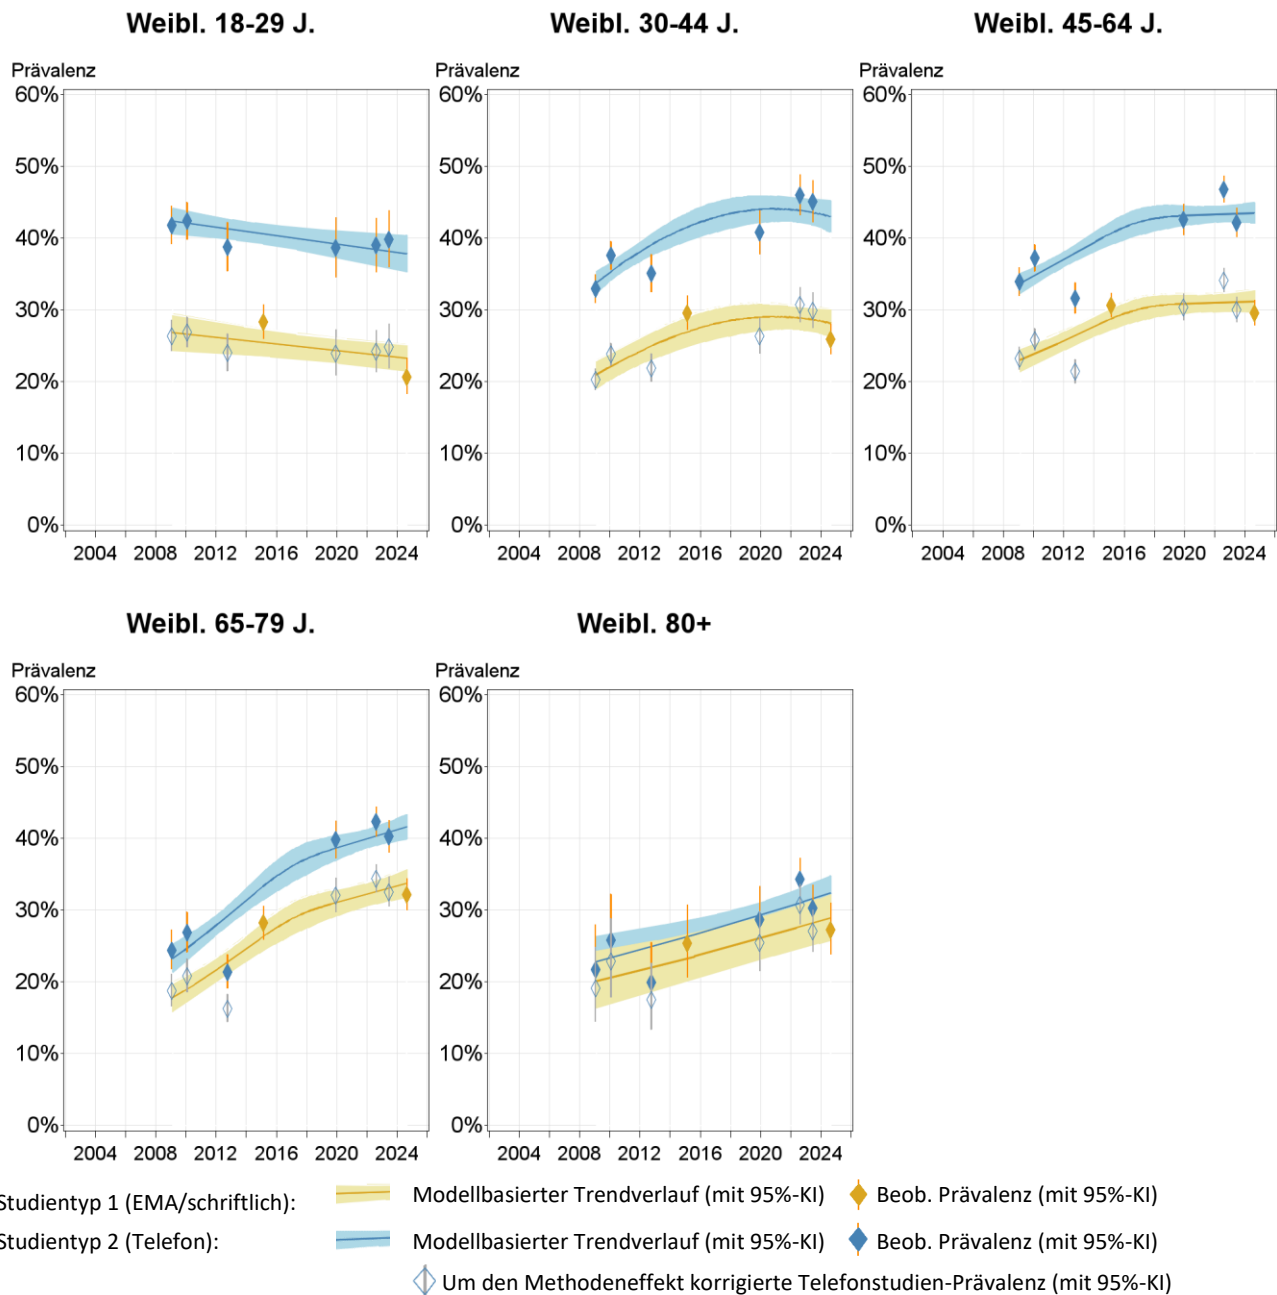 Weibl. 18-29 J. Weibl. 30-44 J. Weibl. 45-64 J.
Prävalenz Prävalenz Prävalenz
60% 60% 60%
50% 50% 50%
40% 40% 40%
30% 30% 30%
20% 20% 20%
10% 10% 10%
0% 0% 0%
2004 2008 2012 2016 2020 2024 2004 2008 2012 2016 2020 2024 2004 2008 2012 2016 2020 2024
Weibl. 65-79 J. Weibl. 80+
Prävalenz Prävalenz
60% 60%
50% 50%
40% 40%
30% 30%
20% 20%
10% 10%
0% 0%
2004 2008 2012 2016 2020 2024 2004 2008 2012 2016 2020 2024
Studientyp 1 (EMA/schriftlich): Modellbasierter Trendverlauf (mit 95%-KI) Beob. Prävalenz (mit 95%-KI)
Studientyp 2 (Telefon): Modellbasierter Trendverlauf (mit 95%-KI) Beob. Prävalenz (mit 95%-KI)
Um den Methodeneffekt korrigierte Telefonstudien-Prävalenz (mit 95%-KI)